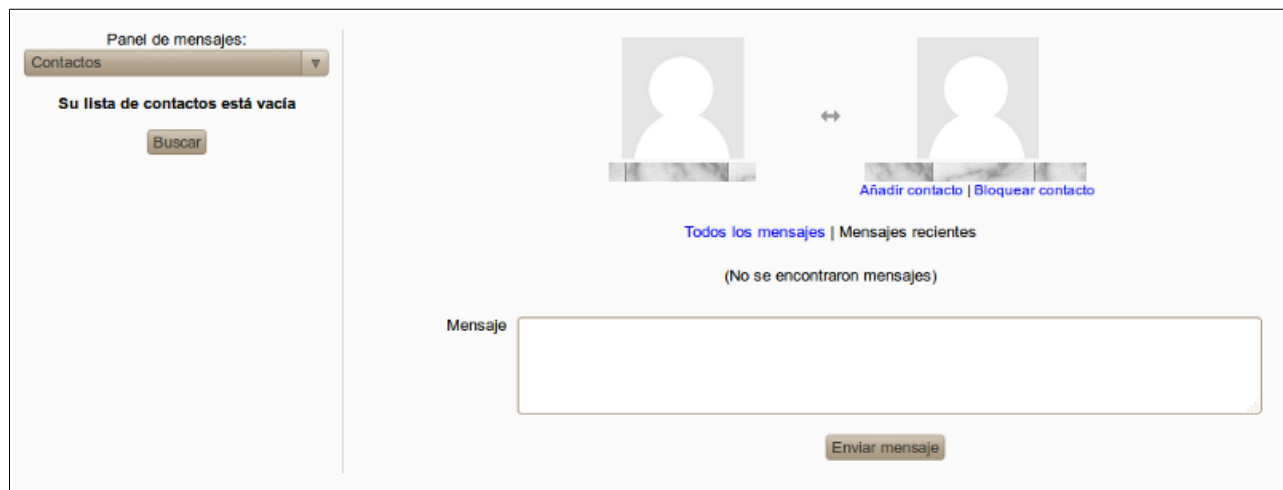 Panel de mensajes:
Contactos
Su lista de contactos está vacía
Buscar
Añadir contacto | Bloquear contacto
Todos los mensajes | Mensajes recientes
(No se encontraron mensajes)
Mensaje
Enviar mensaje